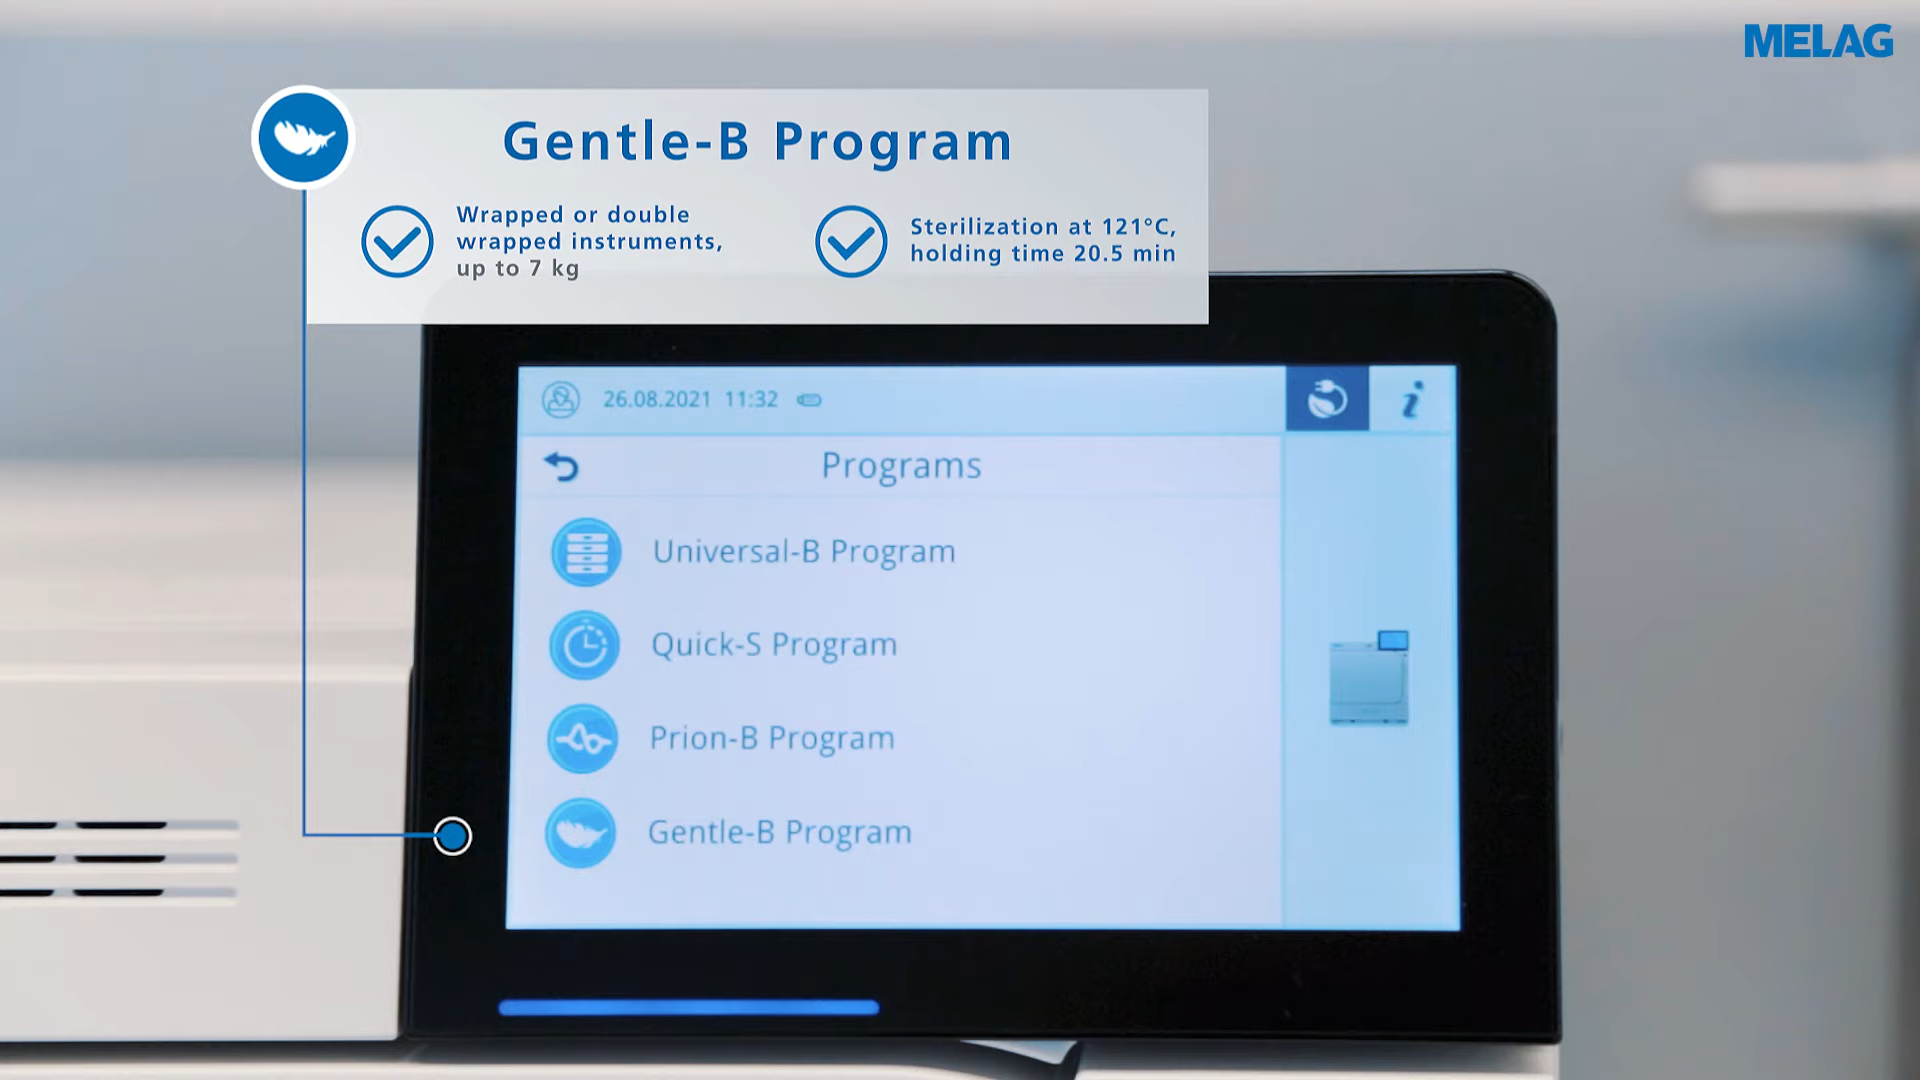 MELAG
Gentle-B Program
Wrapped or double
wrapped instruments,
up to 7 kg
Sterilization at 121°C,
holding time 20.5 min
26.08.2021 11:32
i
Programs
Universal-B Program
Quick-S Program
Prion-B Program
Gentle-B Program